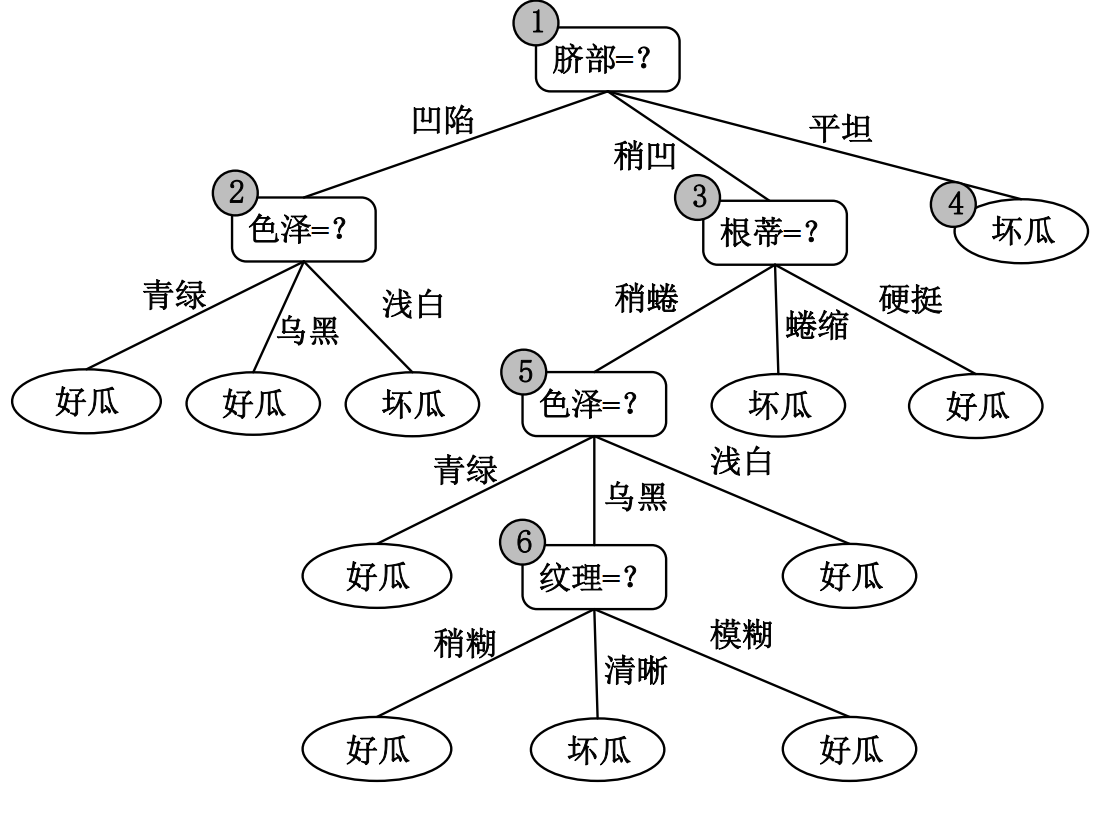 1
脐部=？
凹陷
稍凹
平坦
2
色泽=？
3
根蒂=？
4
坏瓜
青绿
乌黑
浅白
稍蜷
蜷缩
硬挺
好瓜
好瓜
坏瓜
5
色泽=？
坏瓜
好瓜
青绿
乌黑
浅白
好瓜
6
纹理=？
好瓜
稍糊
清晰
模糊
好瓜
坏瓜
好瓜